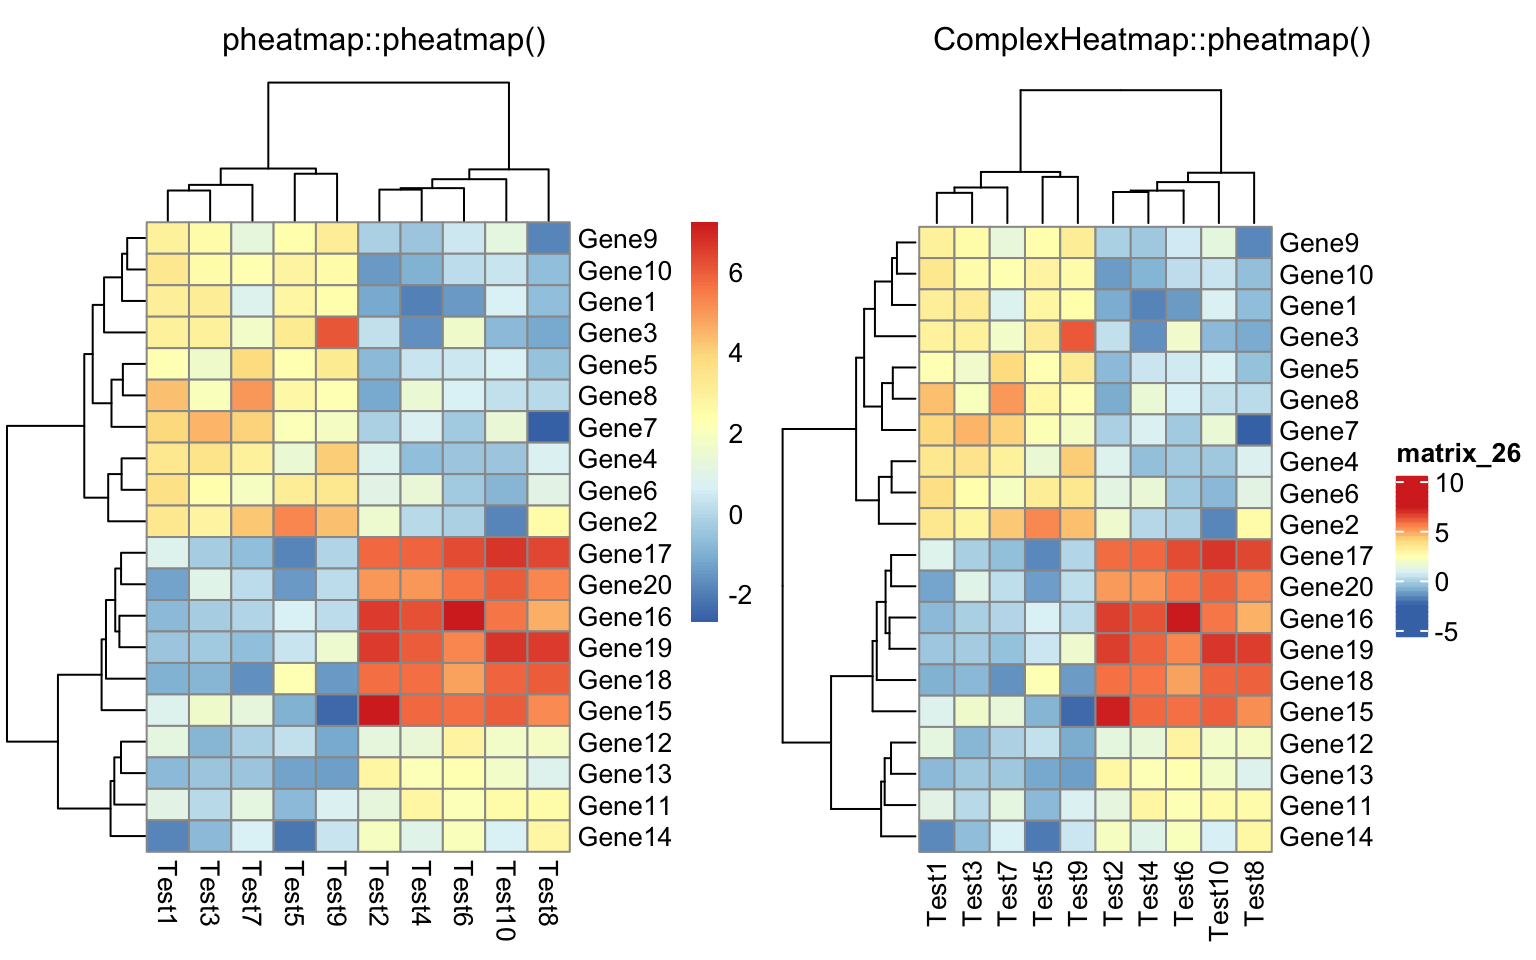 pheatmap::pheatmap()
Gene9
Gene10
Gene1
Gene3
Gene5
Gene8
Gene7
Gene4
Gene6
Gene2
Gene17
Gene20
Gene16
Gene19
Gene18
Gene15
Gene12
Gene13
Gene11
Gene14
Test1
Test3
Test7
Test5
Test9
Test2
Test4
Test6
Test10
Test8
6
4
2
0
-2
ComplexHeatmap::pheatmap()
Gene9
Gene10
Gene1
Gene3
Gene5
Gene8
Gene7
Gene4
Gene6
Gene2
Gene17
Gene20
Gene16
Gene19
Gene18
Gene15
Gene12
Gene13
Gene11
Gene14
Test1
Test3
Test7
Test5
Test9
Test2
Test4
Test6
Test10
Test8
matrix_26
10
5
0
-5